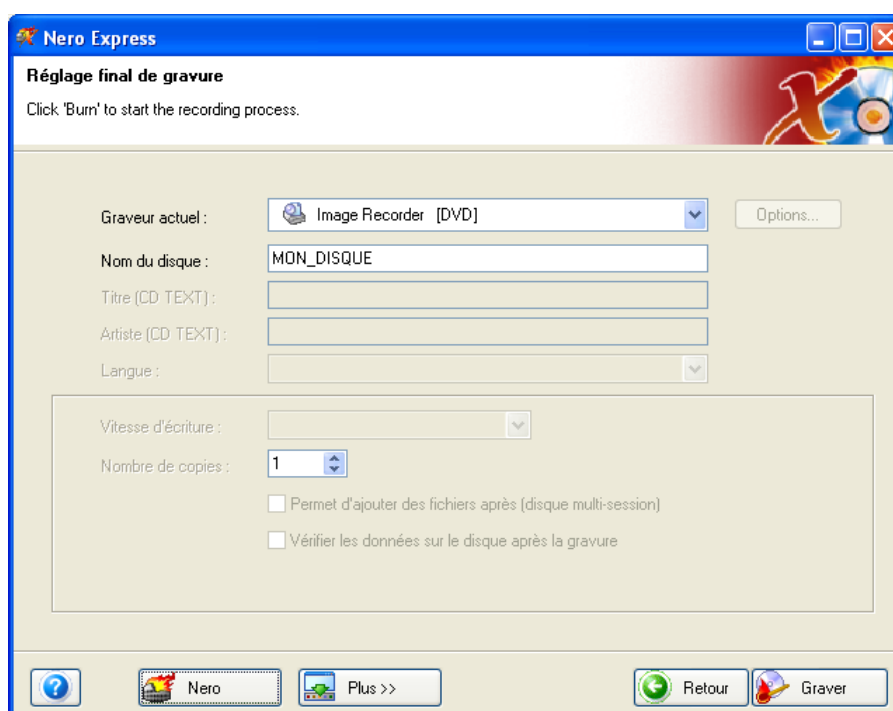 Nero Express
Réglage final de gravure
Click 'Burn' to start the recording process.
Graveur actuel :
Image Recorder [DVD]
Options...
Nom du disque :
MON_DISQUE
Titre (CD TEXT) :
Artiste (CD TEXT) :
Langue :
Vitesse d'écriture :
Nombre de copies :
1
Permet d'ajouter des fichiers après (disque multi-session)
Vérifier les données sur le disque après la gravure
Nero
Plus >>
Retour
Graver